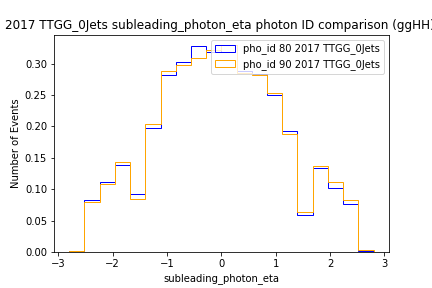 2017 TTGG_0Jets subleading_photon_eta photon ID comparison (ggHH)
pho_id 80 2017 TTGG_0Jets
pho_id 90 2017 TTGG_0Jets
Number of Events
0.30
0.25
0.20
0.15
0.10
0.05
0.00
−3 −2 −1 0 1 2 3
subleading_photon_eta